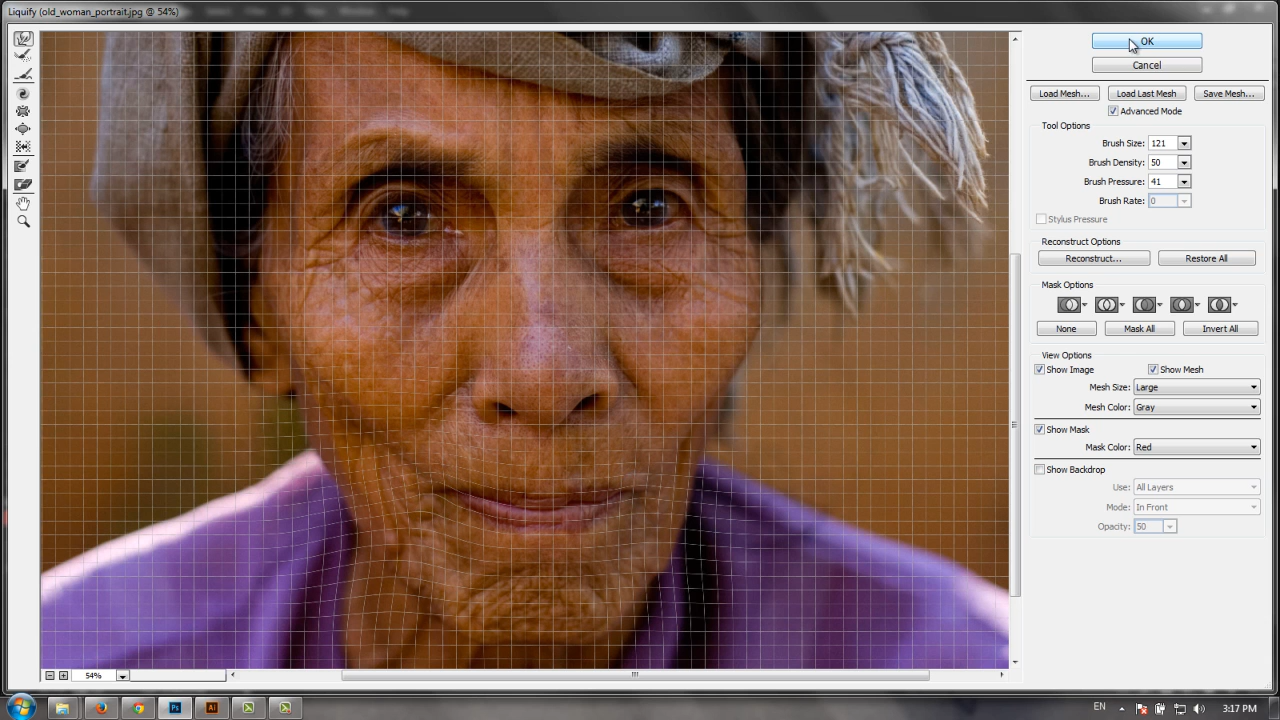 Liquify (old_woman_portrait.jpg @ 54%)
OK
Cancel
Load Mesh... Load Last Mesh Save Mesh...
Advanced Mode
Tool Options
Brush Size: 121
Brush Density: 50
Brush Pressure: 41
Brush Rate: 0
Stylus Pressure
Reconstruct Options
Reconstruct... Restore All
Mask Options
None Mask All Invert All
View Options
Show Image Show Mesh
Mesh Size: Large
Mesh Color: Gray
Show Mask
Mask Color: Red
Show Backdrop
Use: All Layers
Mode: In Front
Opacity: 50
54%
Ps Ai EN 3:17 PM